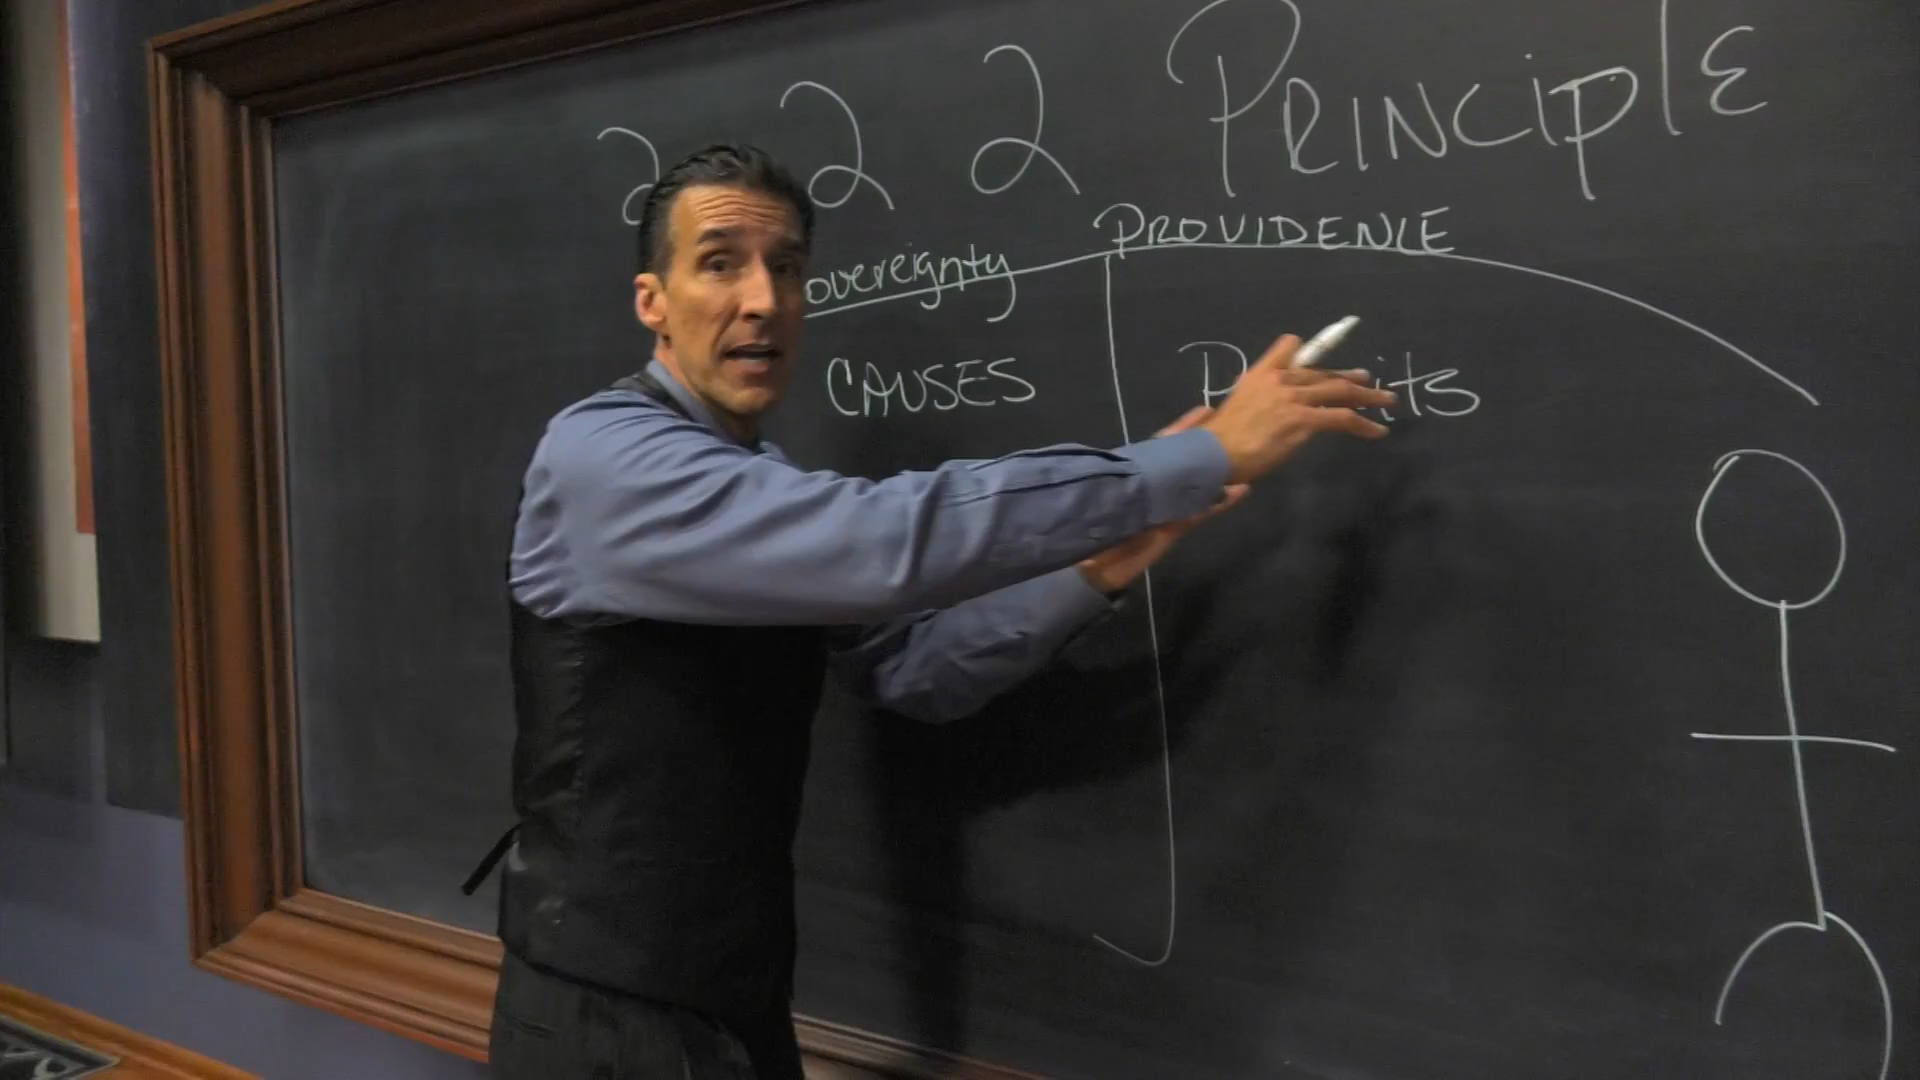 2 2 2 PRINCIPlE
PROVIDENCE
overeignty
CAUSES